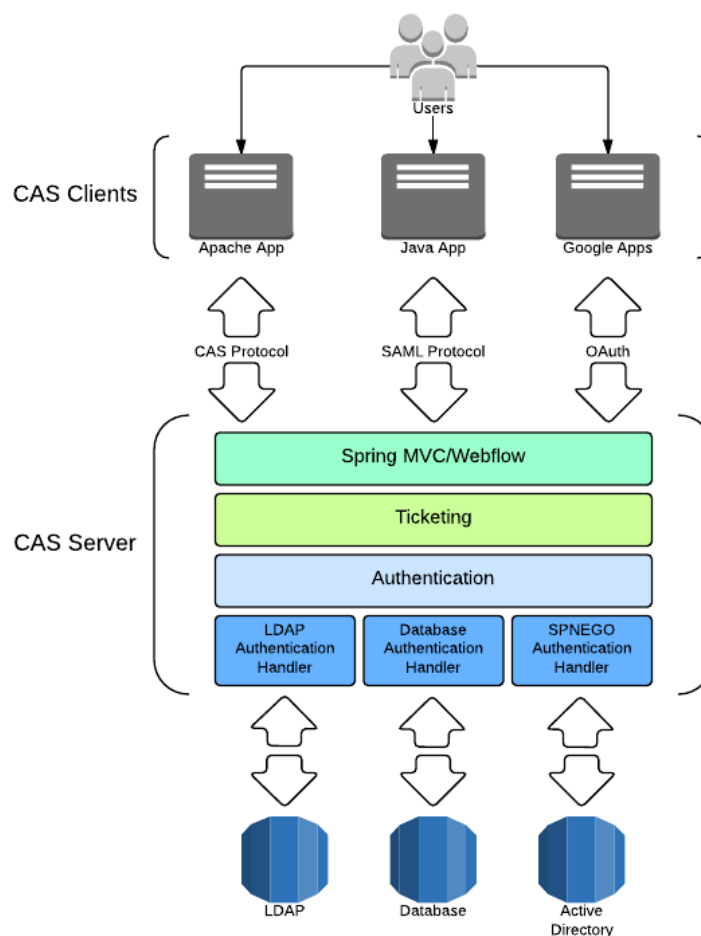 Users
CAS Clients
Apache App
Java App
Google Apps
CAS Protocol
SAML Protocol
OAuth
CAS Server
Spring MVC/Webflow
Ticketing
Authentication
LDAP
Authentication
Handler
Database
Authentication
Handler
SPNEGO
Authentication
Handler
LDAP
Database
Active
Directory